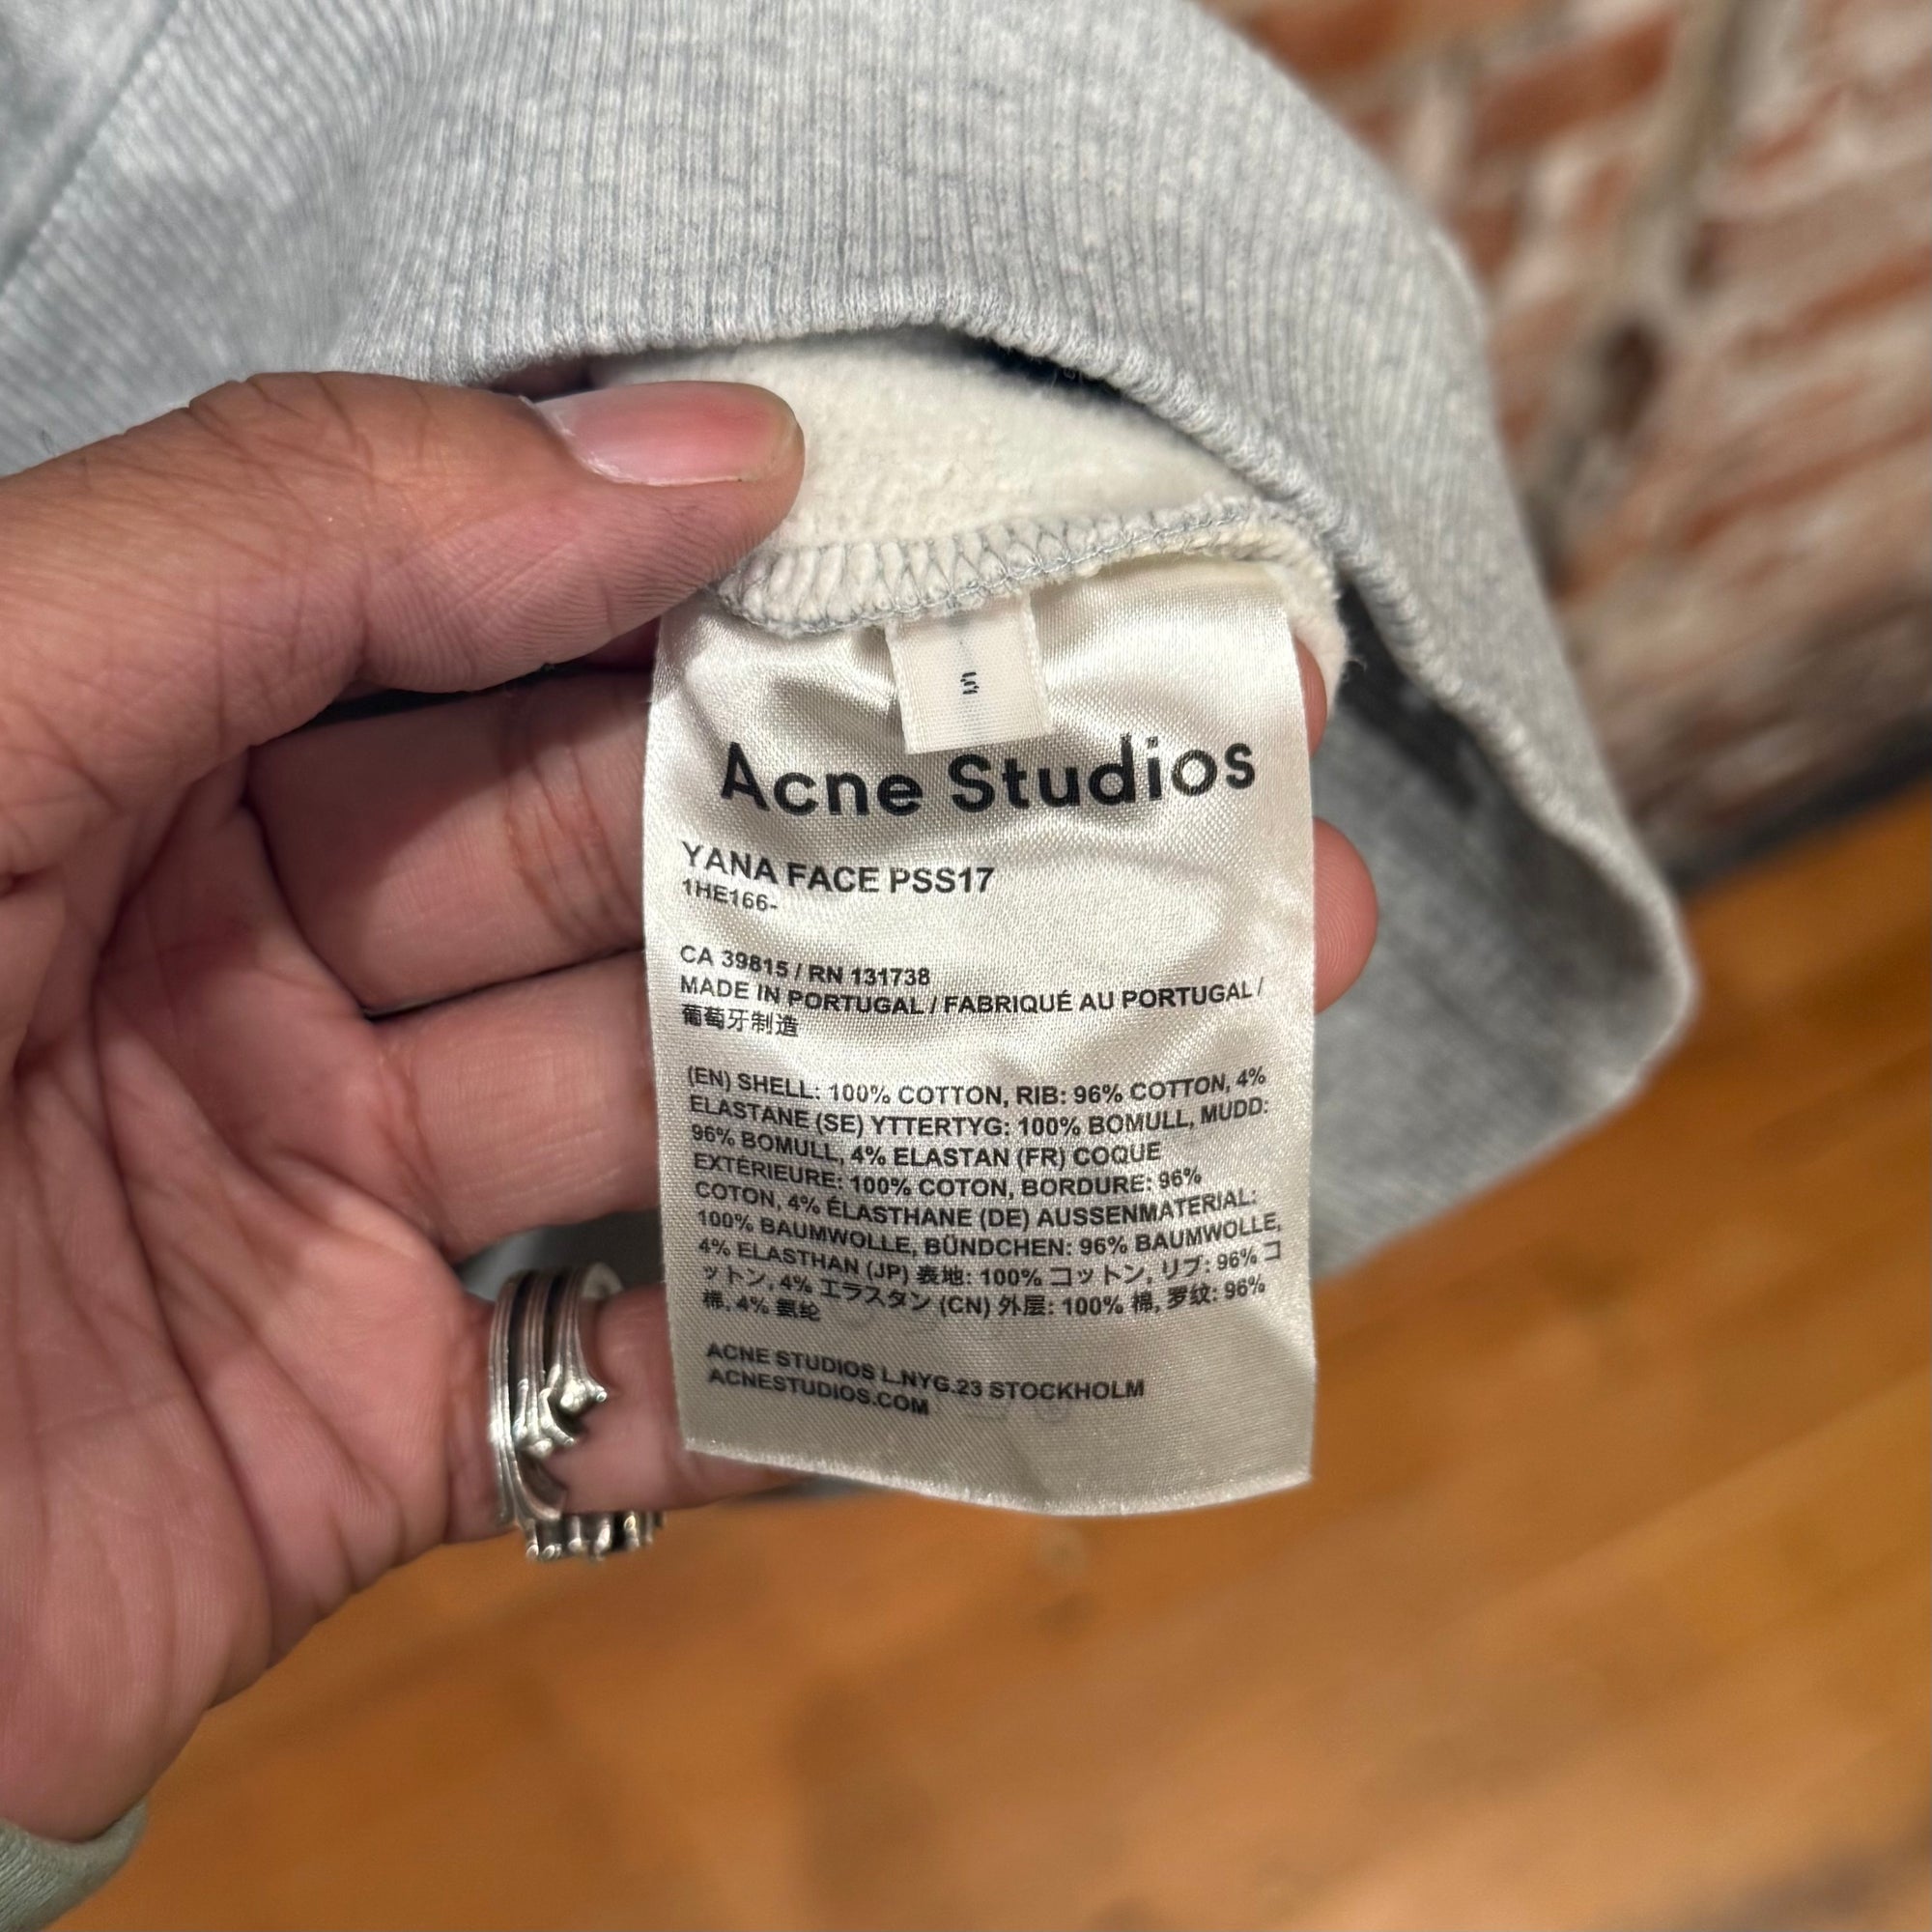 S
Acne Studios
YANA FACE PSS17
1HE166-
CA 39815 / RN 131738
MADE IN PORTUGAL / FABRIQUÉ AU PORTUGAL /
葡萄牙制造
(EN) SHELL: 100% COTTON, RIB: 96% COTTON, 4%
ELASTANE (SE) YTTERTYG: 100% BOMULL, MUDD:
96% BOMULL, 4% ELASTAN (FR) COQUE
EXTÉRIEURE: 100% COTON, BORDURE: 96%
COTON, 4% ÉLASTHANE (DE) AUSSENMATERIAL:
100% BAUMWOLLE, BÜNDCHEN: 96% BAUMWOLLE,
4% ELASTHAN (JP) 表地: 100% コットン, リブ: 96% コ
ットン, 4% エラスタン (CN) 外层: 100% 棉, 罗纹: 96%
棉, 4% 氨纶
ACNE STUDIOS L.NYG.23 STOCKHOLM
ACNESTUDIOS.COM